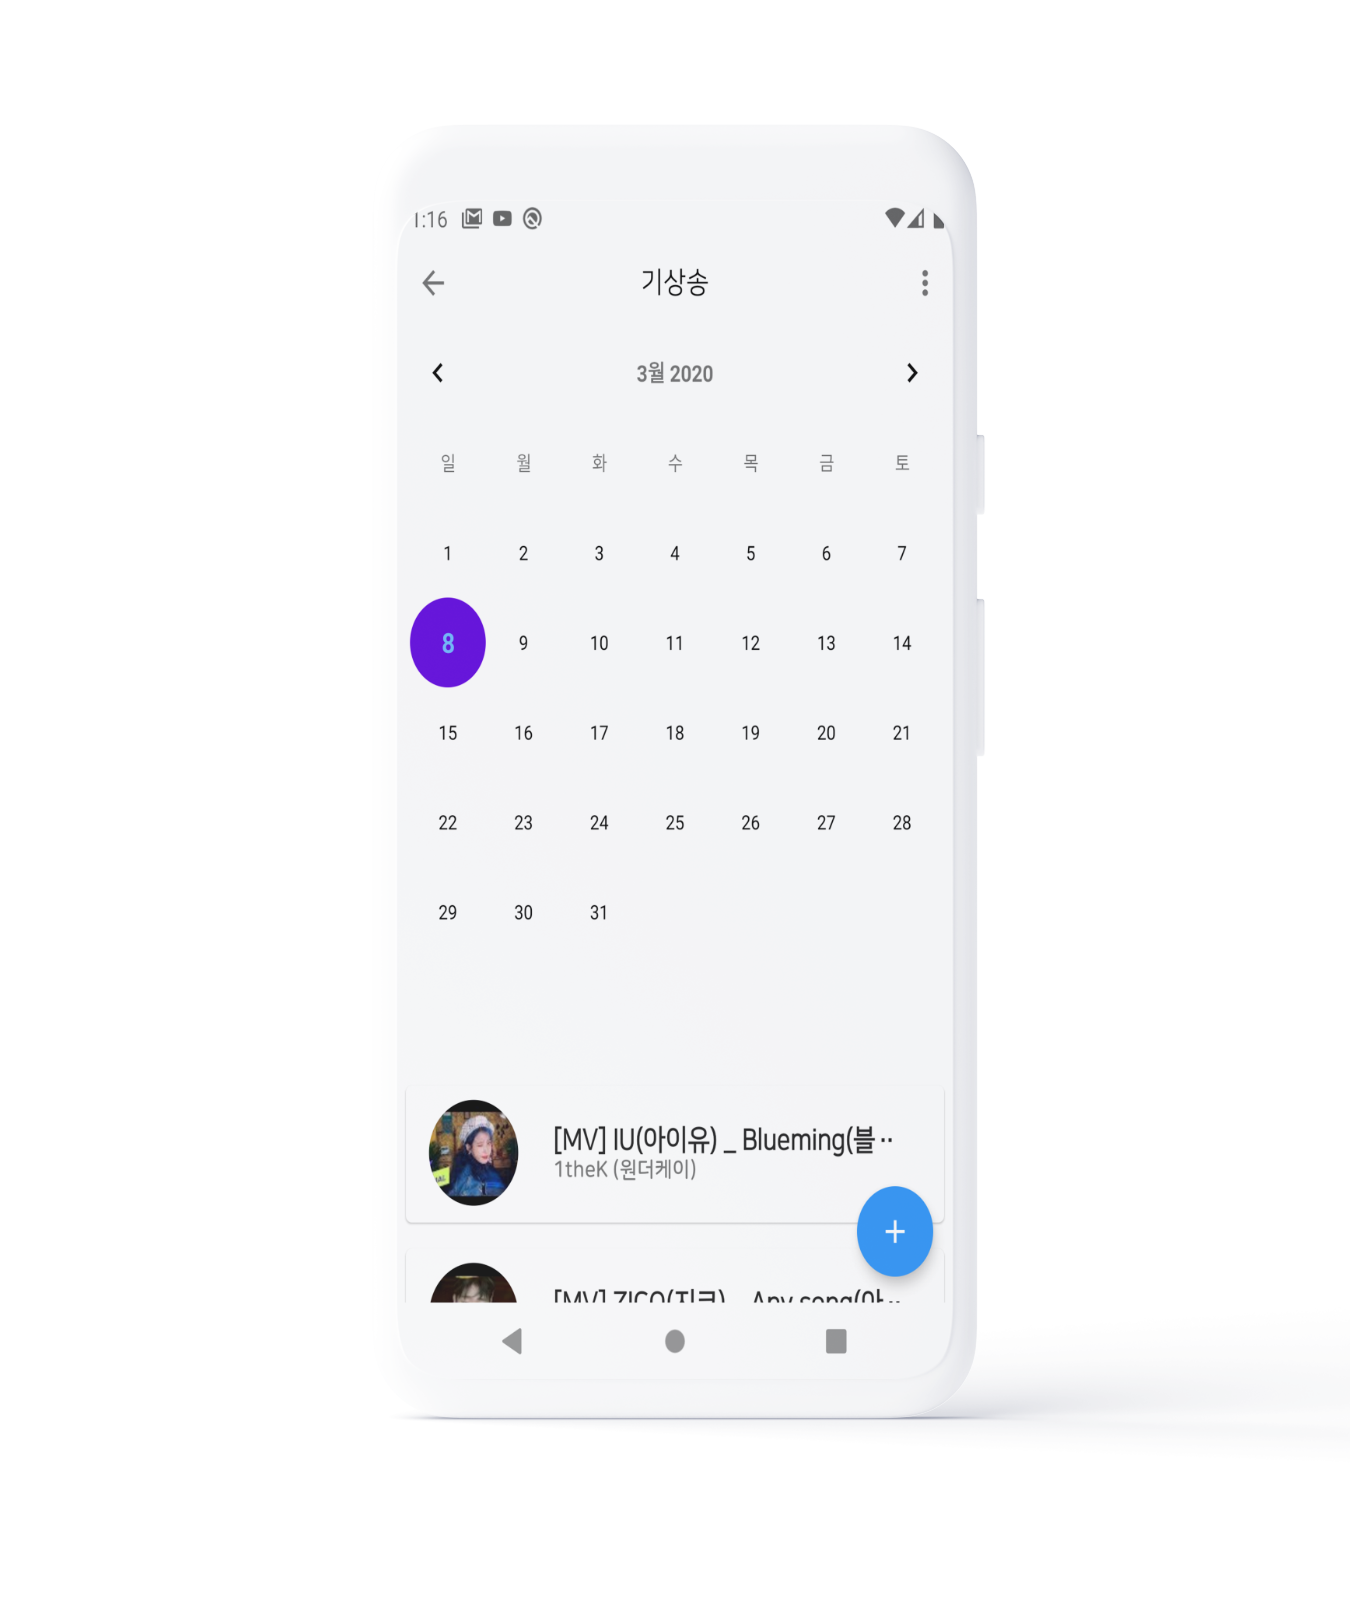 1:16
기상송
3월 2020
일 월 화 수 목 금 토
1 2 3 4 5 6 7
8 9 10 11 12 13 14
15 16 17 18 19 20 21
22 23 24 25 26 27 28
29 30 31
[MV] IU(아이유) _ Blueming(블…
1theK (원더케이)
[MV] ZICO(지코) _ Any song(아…